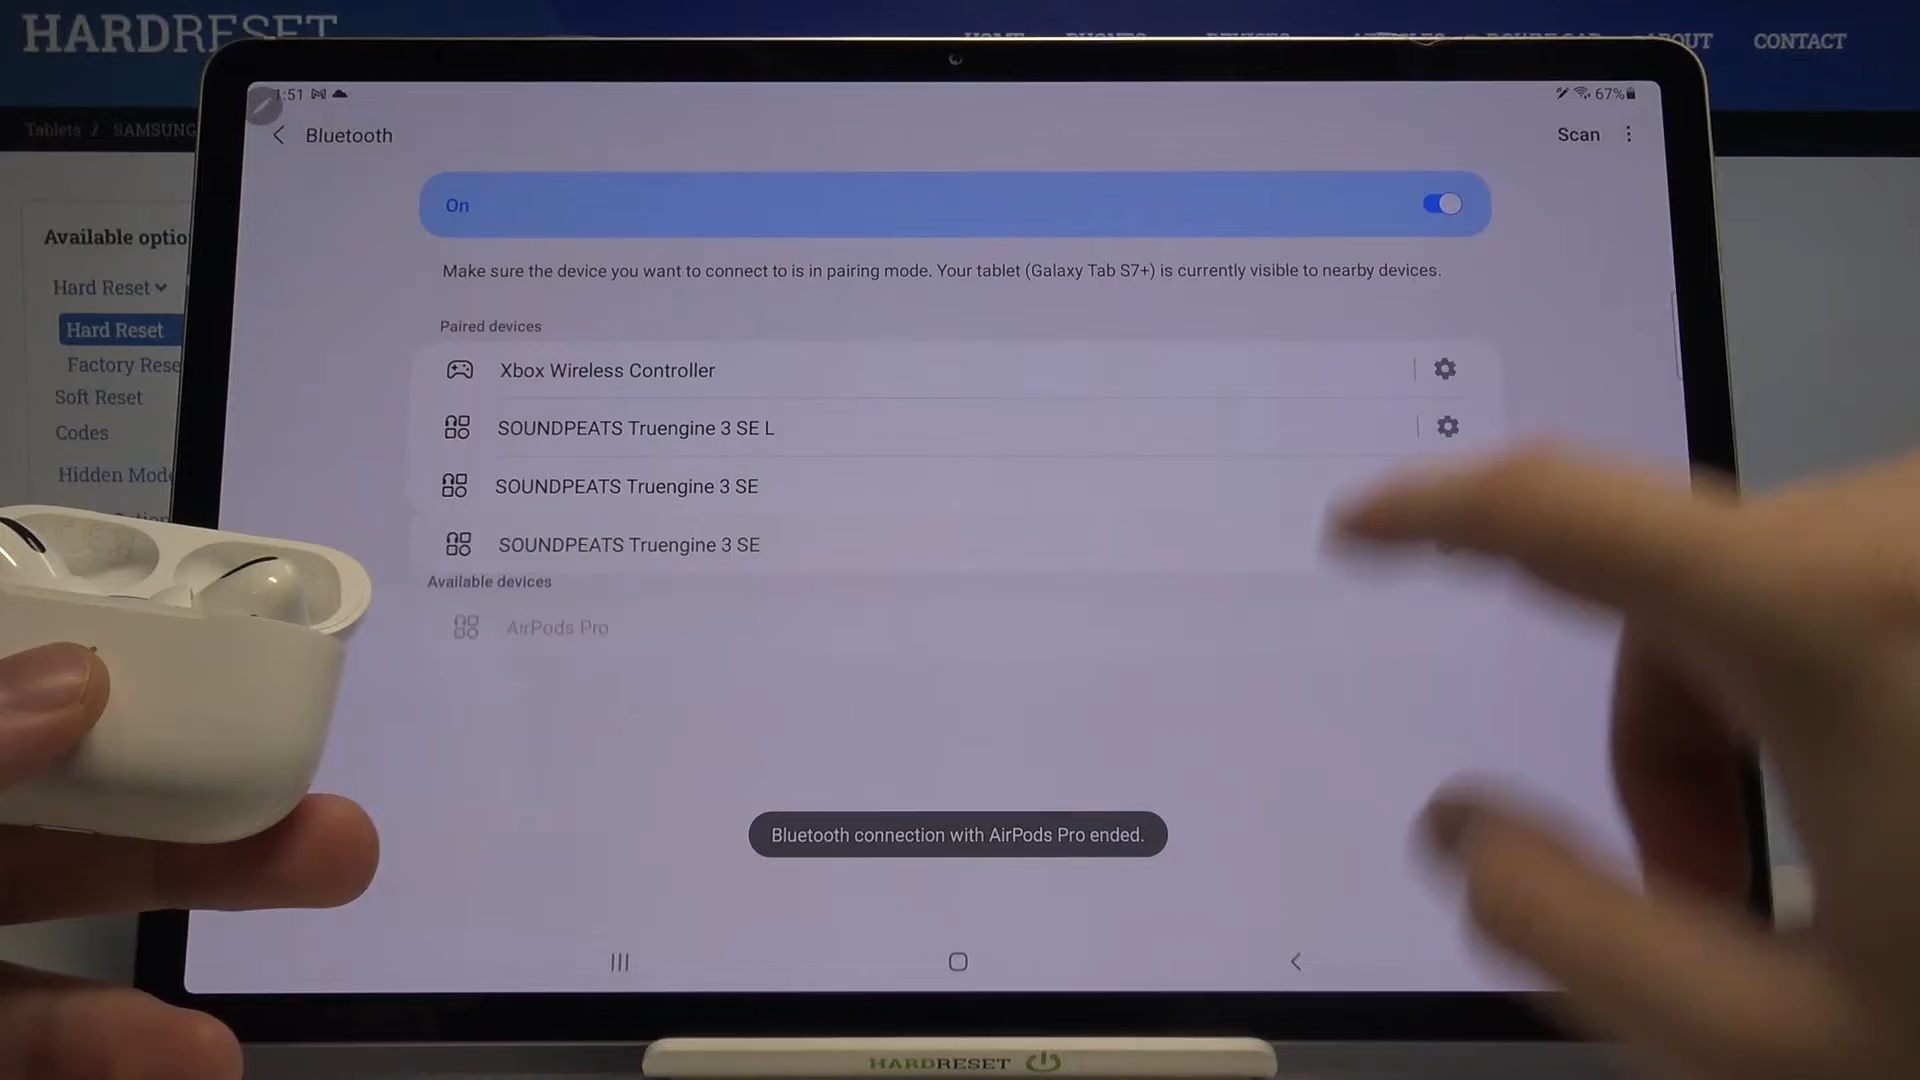 HARDRESET
CONTACT
Tablets / SAMSUNG
:51
67%
Bluetooth
Scan
On
Make sure the device you want to connect to is in pairing mode. Your tablet (Galaxy Tab S7+) is currently visible to nearby devices.
Paired devices
Xbox Wireless Controller
SOUNDPEATS Truengine 3 SE L
SOUNDPEATS Truengine 3 SE
SOUNDPEATS Truengine 3 SE
Available devices
AirPods Pro
Bluetooth connection with AirPods Pro ended.
Available optio
Hard Reset
Hard Reset
Factory Rese
Soft Reset
Codes
Hidden Mod
HARDRESET